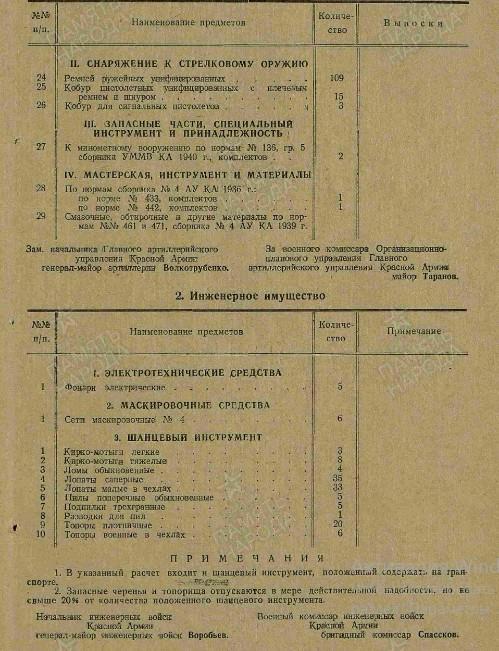 №№ п/п. Наименование предметов Количество Выноски
II. СНАРЯЖЕНИЕ К СТРЕЛКОВОМУ ОРУЖИЮ
24 Ремней ружейных унифицированных . . . . . 109
25 Кобур пистолетных унифицированных с плечевым
ремнем и шнуром . . . . . . . . . 15
26 Кобур для сигнальных пистолетов . . . . . 3
III. ЗАПАСНЫЕ ЧАСТИ, СПЕЦИАЛЬНЫЙ
ИНСТРУМЕНТ И ПРИНАДЛЕЖНОСТЬ
27 К минометному вооружению по нормам № 136, гр. 5
сборника УММВ КА 1940 г., комплектов . . 2
IV. МАСТЕРСКАЯ, ИНСТРУМЕНТ И МАТЕРИАЛЫ
28 По нормам сборника № 4 АУ КА 1936 г.:
по норме № 433, комплектов . . . . . . 1
по норме № 442, комплектов . . . . . . 1
29 Смазочные, обтирочные и другие материалы по нор-
мам №№ 461 и 471, сборника № 4 АУ КА 1939 г.
Зам. начальника Главного артиллерийского
управления Красной Армии
генерал-майор артиллерии Волкотрубенко.
За военного комиссара Организационно-
планового управления Главного
артиллерийского управления Красной Армии
майор Таранов.
2. Инженерное имущество
№№ п/п. Наименование предметов Количество Примечание
1. ЭЛЕКТРОТЕХНИЧЕСКИЕ СРЕДСТВА
1 Фонари электрические . . . . . . . . 5
2. МАСКИРОВОЧНЫЕ СРЕДСТВА
1 Сети маскировочные № 4 . . . . . . . 6
3. ШАНЦЕВЫЙ ИНСТРУМЕНТ
1 Кирко-мотыги легкие . . . . . . . . 3
2 Кирко-мотыги тяжелые . . . . . . . . 8
3 Ломы обыкновенные . . . . . . . . . 4
4 Лопаты саперные . . . . . . . . . . 35
5 Лопаты малые в чехлах . . . . . . . 33
6 Пилы поперечные обыкновенные . . . . . 5
7 Подпилки трехгранные . . . . . . . . 5
8 Разводки для пил . . . . . . . . . 1
9 Топоры плотничные . . . . . . . . . 20
10 Топоры военные в чехлах . . . . . . . 6
ПРИМЕЧАНИЯ
1. В указанный расчет входит и шанцевый инструмент, положенный содержать на тран-
спорте.
2. Запасные черенья и топорища отпускаются в мере действительной надобности, но не
свыше 20% от количества положенного шанцевого инструмента.
Начальник инженерных войск
Красной Армии
генерал-майор инженерных войск Воробьев.
Военный комиссар инженерных войск
Красной Армии
бригадный комиссар Спассков.
ПАМЯТЬ
НАРОДА